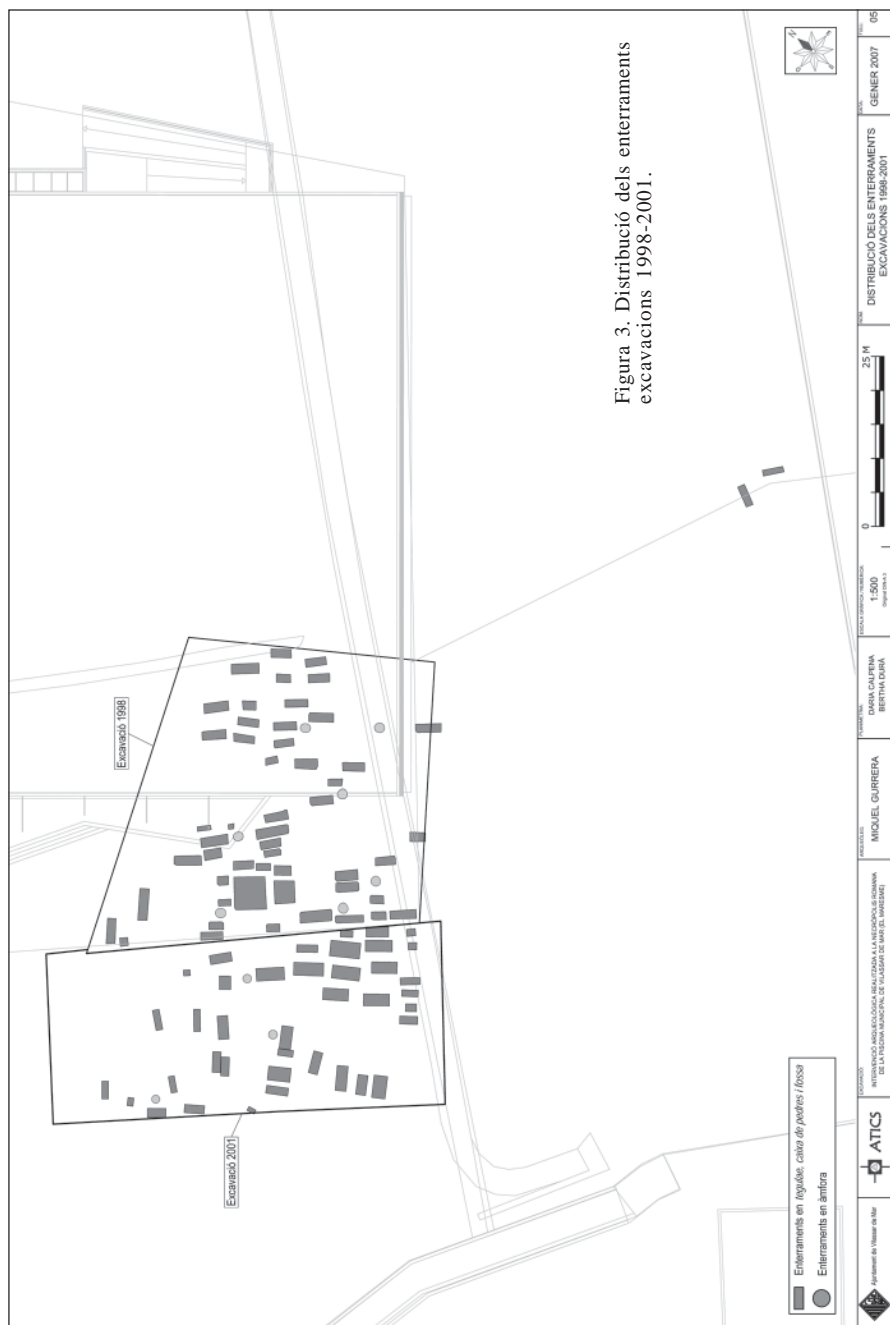 Excavació 1998
Excavació 2001
Figura 3. Distribució dels enterraments
excavacions 1998-2001.
N
Enterraments en tegulae, caixa de pedres i fossa
Enterraments en àmfora
Ajuntament de Vilassar de Mar
ATICS
INTERVENCIÓ ARQUEOLÒGICA REALITZADA A LA NECRÒPOLIS ROMANA
DE LA PISCINA MUNICIPAL DE VILASSAR DE MAR (EL MARESME)
MIQUEL GURRERA
DARIA CALPENA
BERTHA DURÀ
1:500
0 25 M
DISTRIBUCIÓ DELS ENTERRAMENTS
EXCAVACIONS 1998-2001
GENER 2007
05